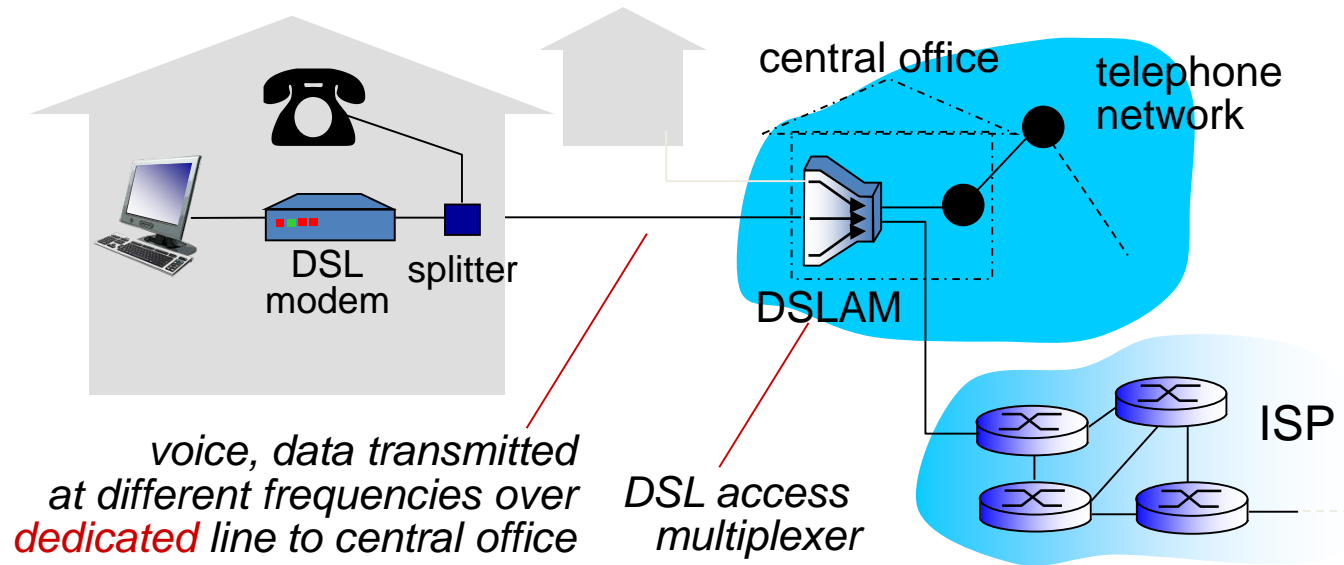 central office
telephone
network
DSL
modem
splitter
DSLAM
ISP
voice, data transmitted
at different frequencies over
dedicated line to central office
DSL access
multiplexer